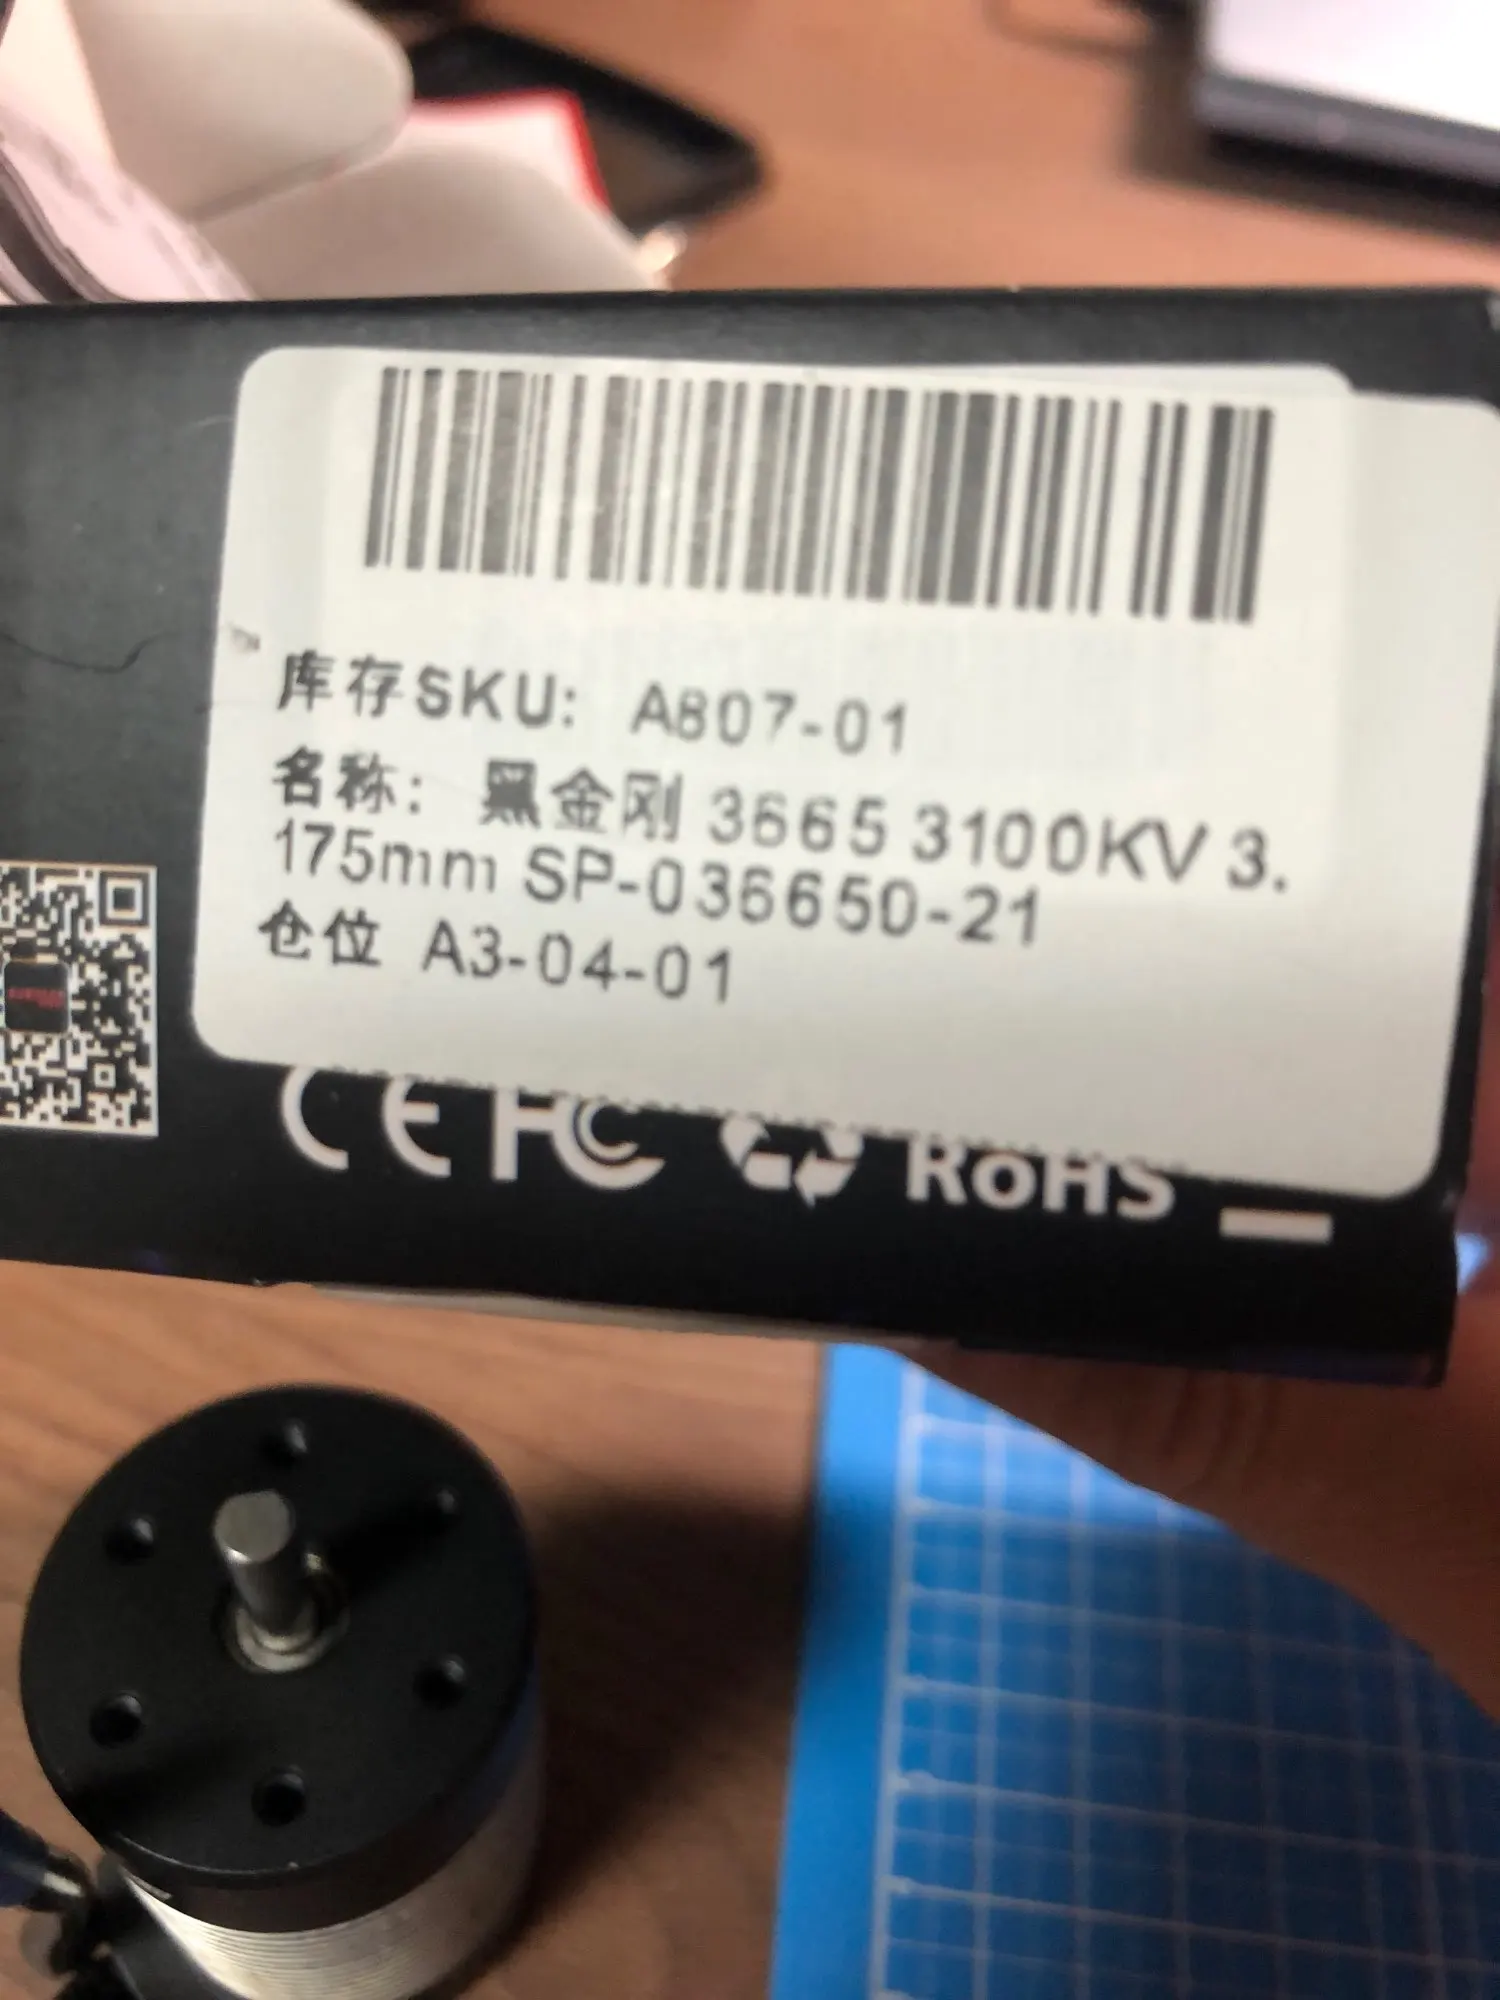 库存SKU: A807-01
名称: 黑金刚 3665 3100KV 3.
175mm SP-036650-21
仓位 A3-04-01
CE FC RoHS